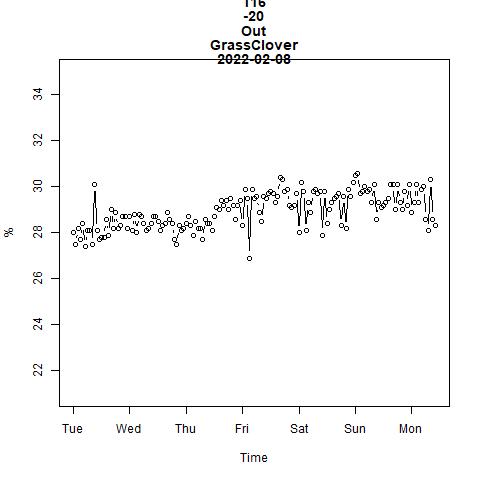 T16
-20
Out
GrassClover
2022-02-08
34
32
30
28
26
24
22
%
Tue Wed Thu Fri Sat Sun Mon
Time